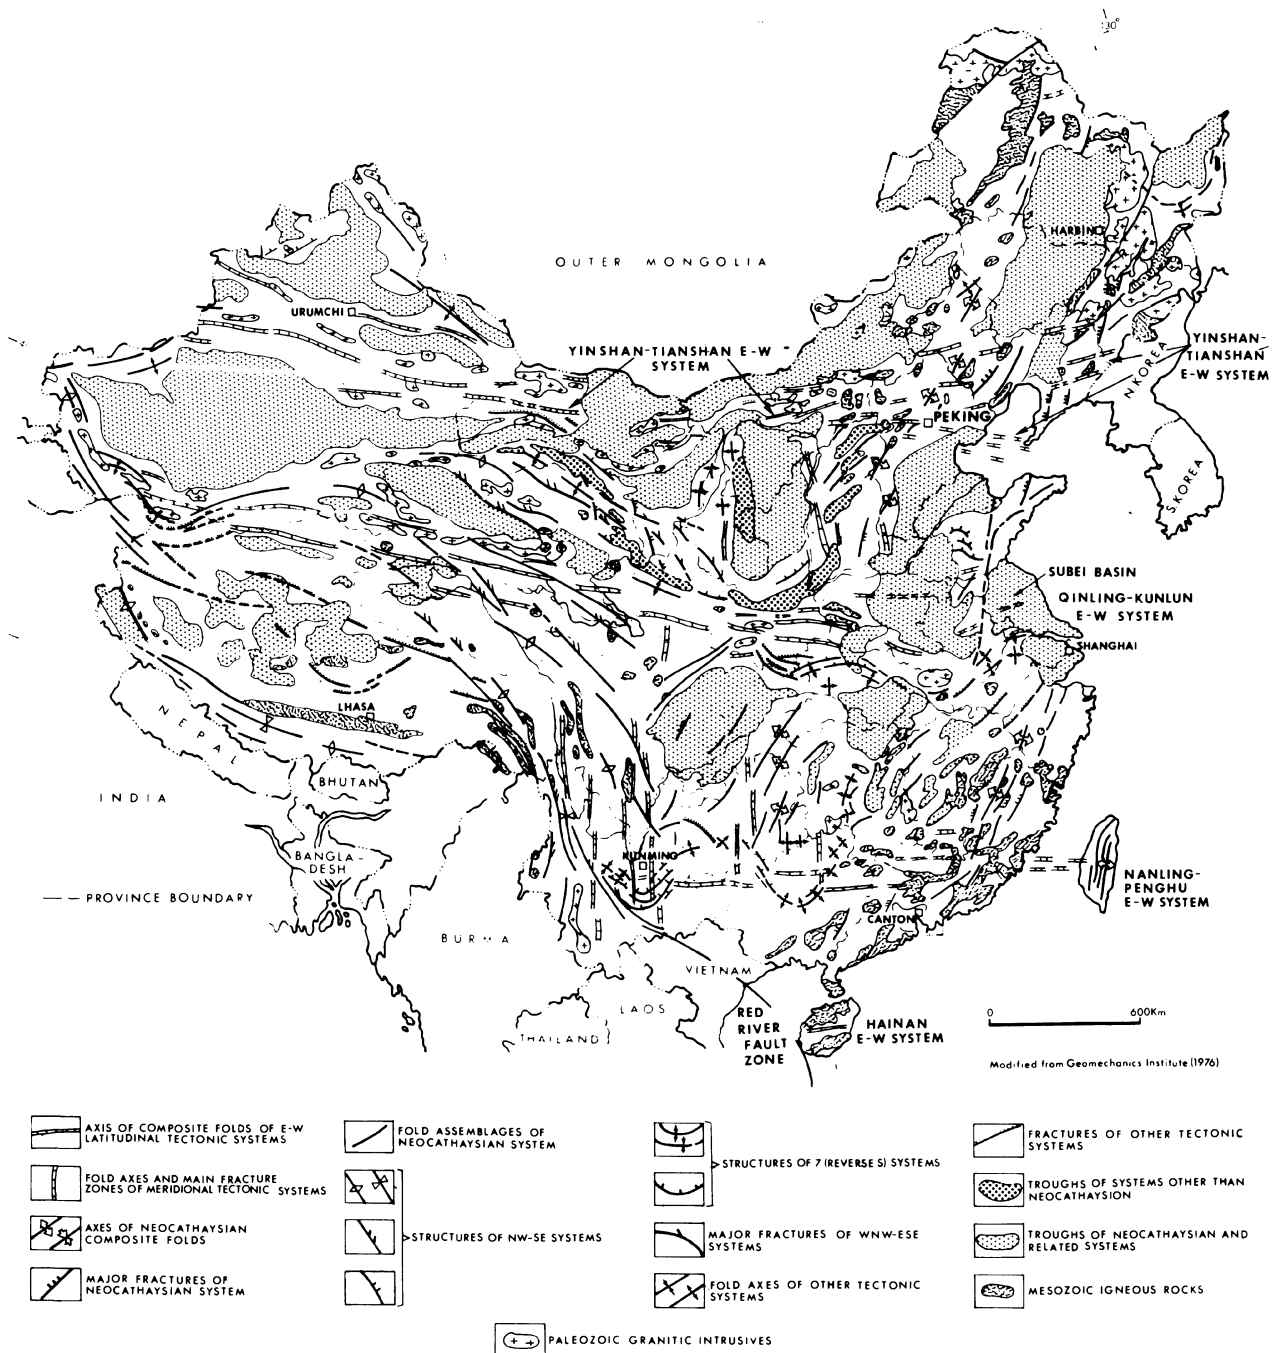 30°
OUTER MONGOLIA
HARBIN
URUMCHI
YINSHAN-TIANSHAN E-W
SYSTEM
YINSHAN-
TIANSHAN
E-W SYSTEM
N KOREA
PEKING
S.KOREA
SUBEI BASIN
QINLING-KUNLUN
E-W SYSTEM
SHANGHAI
LHASA
NEPAL
BHUTAN
INDIA
BANGLA-
DESH
KUNMING
NANLING-
PENGHU
E-W SYSTEM
PROVINCE BOUNDARY
CANTON
BURMA
VIETNAM
LAOS
RED
RIVER
FAULT
ZONE
HAINAN
E-W SYSTEM
THAILAND
0 600Km
Modified from Geomechanics Institute (1976)
AXIS OF COMPOSITE FOLDS OF E-W
LATITUDINAL TECTONIC SYSTEMS
FOLD AXES AND MAIN FRACTURE
ZONES OF MERIDIONAL TECTONIC SYSTEMS
AXES OF NEOCATHAYSIAN
COMPOSITE FOLDS
MAJOR FRACTURES OF
NEOCATHAYSIAN SYSTEM
FOLD ASSEMBLAGES OF
NEOCATHAYSIAN SYSTEM
STRUCTURES OF NW-SE SYSTEMS
STRUCTURES OF 7 (REVERSE S) SYSTEMS
MAJOR FRACTURES OF WNW-ESE
SYSTEMS
FOLD AXES OF OTHER TECTONIC
SYSTEMS
FRACTURES OF OTHER TECTONIC
SYSTEMS
TROUGHS OF SYSTEMS OTHER THAN
NEOCATHAYSION
TROUGHS OF NEOCATHAYSIAN AND
RELATED SYSTEMS
MESOZOIC IGNEOUS ROCKS
PALEOZOIC GRANITIC INTRUSIVES